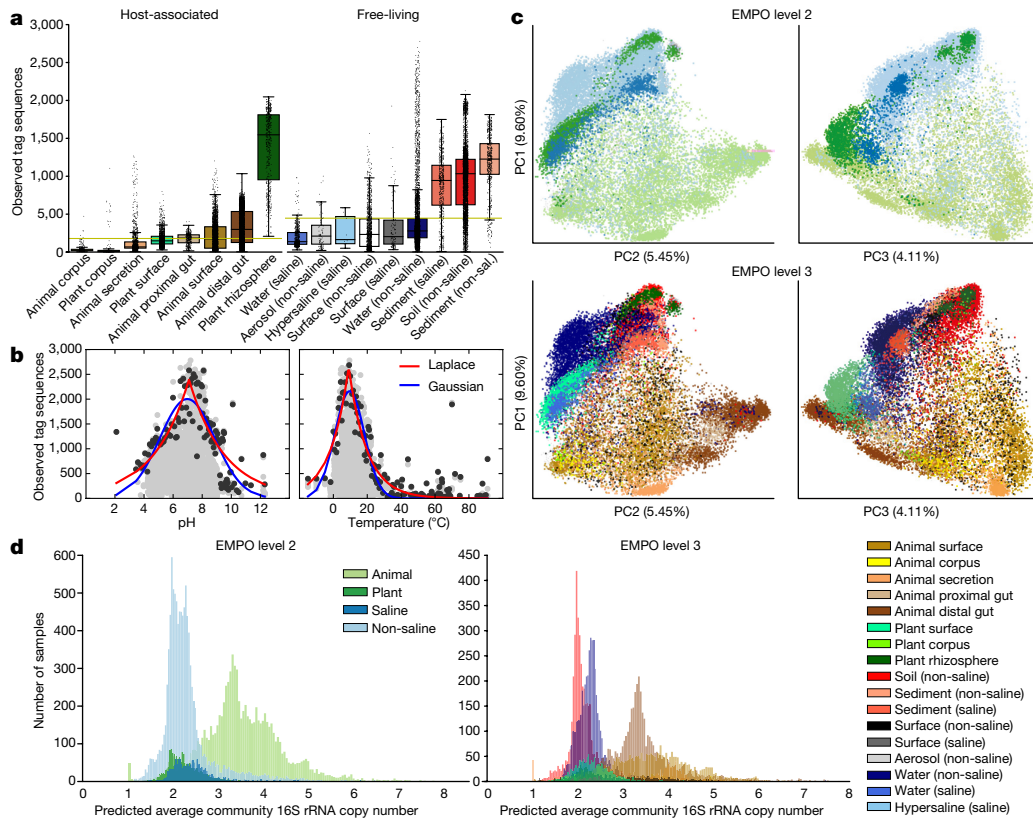 a
Host-associated
Free-living
Observed tag sequences
3,000
2,500
2,000
1,500
1,000
500
0
Animal corpus
Plant corpus
Animal secretion
Plant surface
Animal proximal gut
Animal surface
Animal distal gut
Plant rhizosphere
Water (saline)
Aerosol (non-saline)
Hypersaline (saline)
Surface (non-saline)
Surface (saline)
Water (non-saline)
Sediment (saline)
Soil (non-saline)
Sediment (non-sal.)
b
Observed tag sequences
3,000
2,500
2,000
1,500
1,000
500
0
2 4 6 8 10 12
pH
Laplace
Gaussian
0 20 40 60 80
Temperature (°C)
c
EMPO level 2
PC1 (9.60%)
PC2 (5.45%)
PC3 (4.11%)
EMPO level 3
PC1 (9.60%)
PC2 (5.45%)
PC3 (4.11%)
d
EMPO level 2
Number of samples
600
500
400
300
200
100
0
0 1 2 3 4 5 6 7 8
Predicted average community 16S rRNA copy number
Animal
Plant
Saline
Non-saline
EMPO level 3
450
400
350
300
250
200
150
100
50
0
0 1 2 3 4 5 6 7 8
Predicted average community 16S rRNA copy number
Animal surface
Animal corpus
Animal secretion
Animal proximal gut
Animal distal gut
Plant surface
Plant corpus
Plant rhizosphere
Soil (non-saline)
Sediment (non-saline)
Sediment (saline)
Surface (non-saline)
Surface (saline)
Aerosol (non-saline)
Water (non-saline)
Water (saline)
Hypersaline (saline)